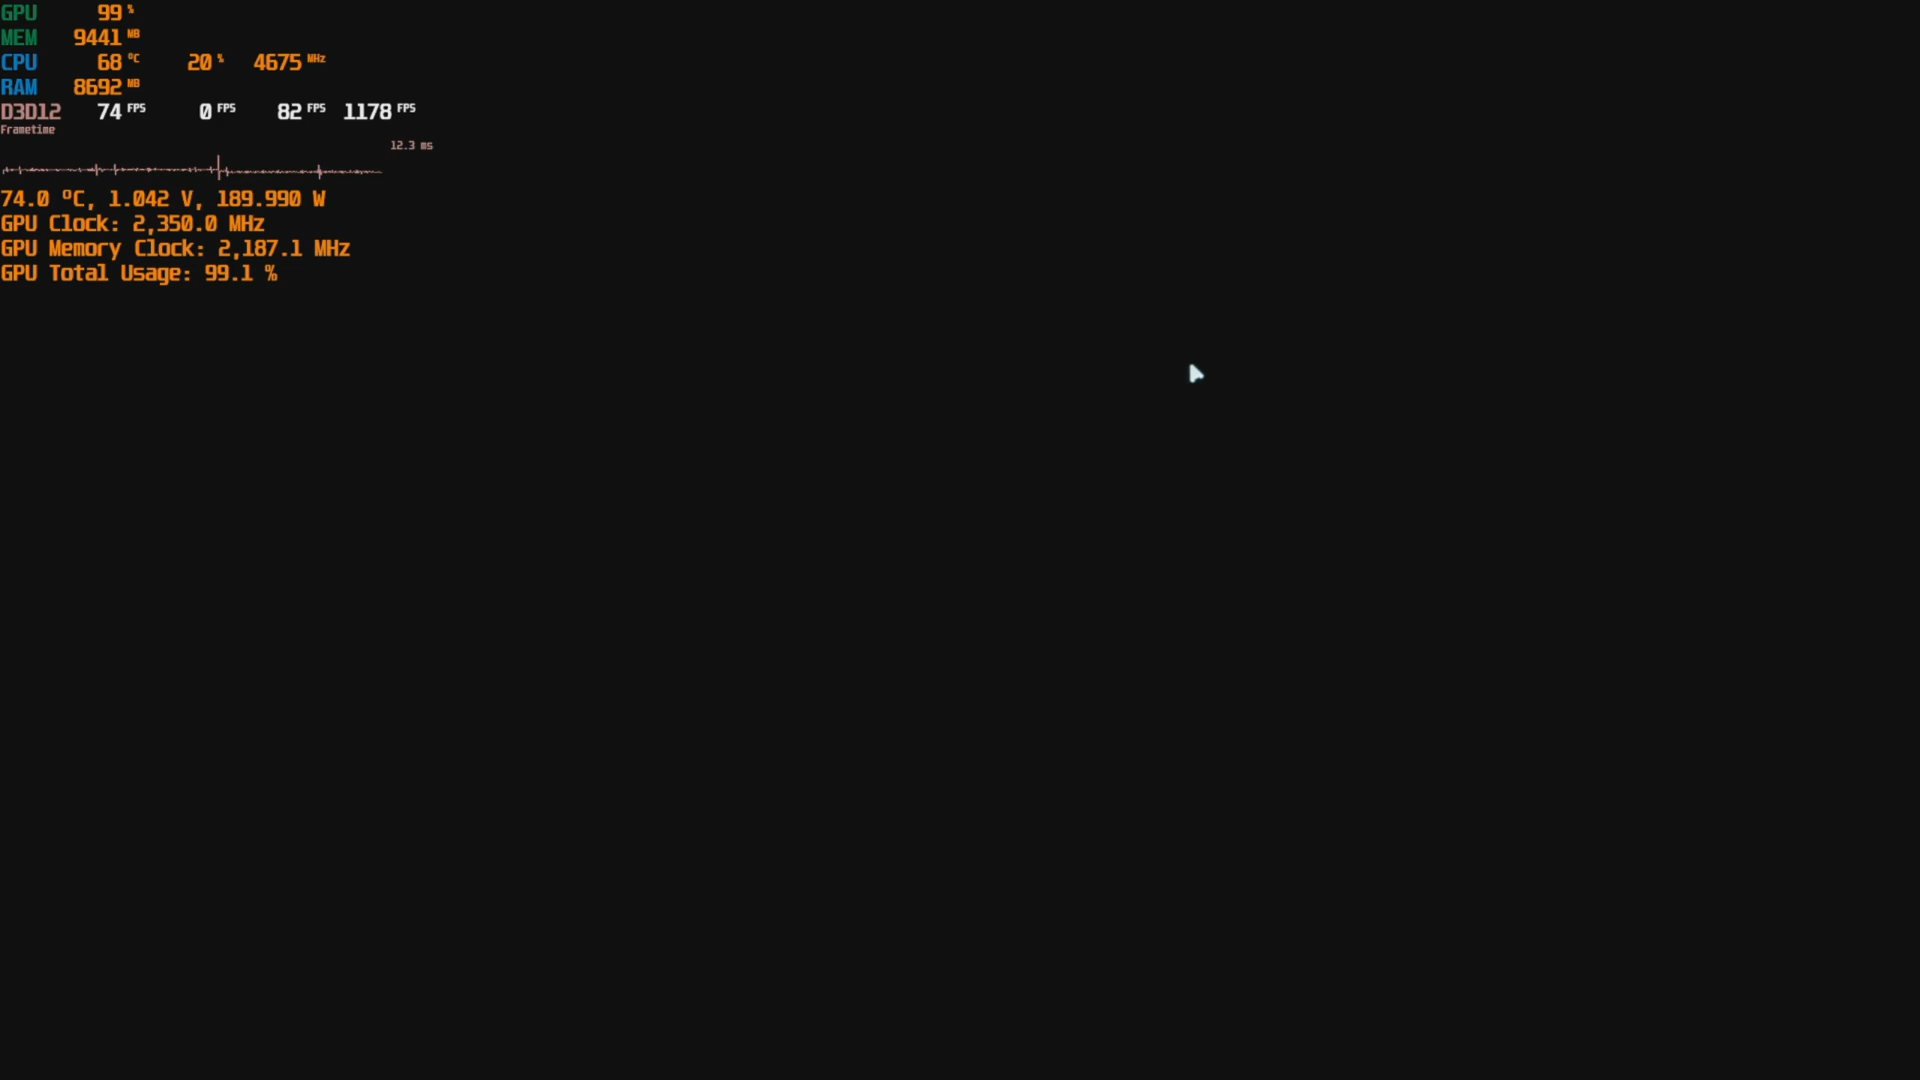 GPU 99 %
MEM 9441 MB
CPU 68 °C 20 % 4675 MHz
RAM 8692 MB
D3D12 74 FPS 0 FPS 82 FPS 1178 FPS
Frametime
12.3 ms
74.0 °C, 1.042 V, 189.990 W
GPU Clock: 2,350.0 MHz
GPU Memory Clock: 2,187.1 MHz
GPU Total Usage: 99.1 %